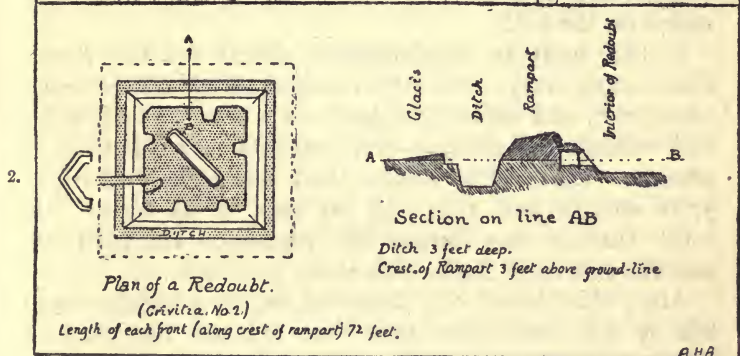 2.
A
DITCH
Plan of a Redoubt.
(Grivitza. No 2.)
Length of each front (along crest of rampart) 72 feet.
Glacis
Ditch
Rampart
Interior of Redoubt
A
B
Section on line AB
Ditch 3 feet deep.
Crest of Rampart 3 feet above ground-line
AHA